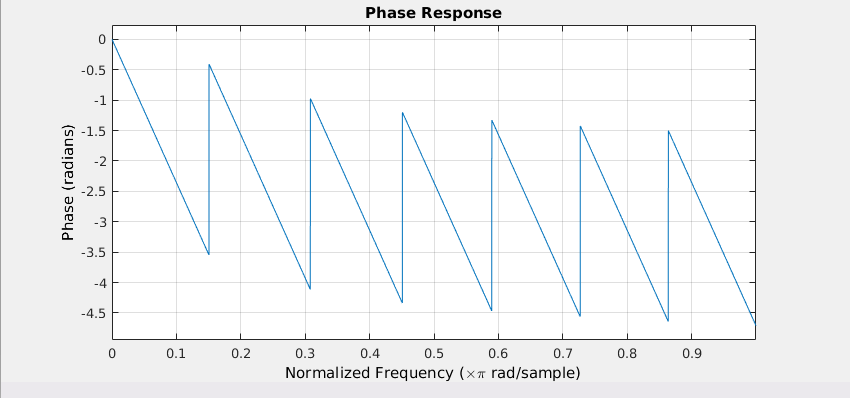 Phase Response
0
-0.5
-1
-1.5
-2
-2.5
-3
-3.5
-4
-4.5
Phase (radians)
0 0.1 0.2 0.3 0.4 0.5 0.6 0.7 0.8 0.9
Normalized Frequency (×π rad/sample)